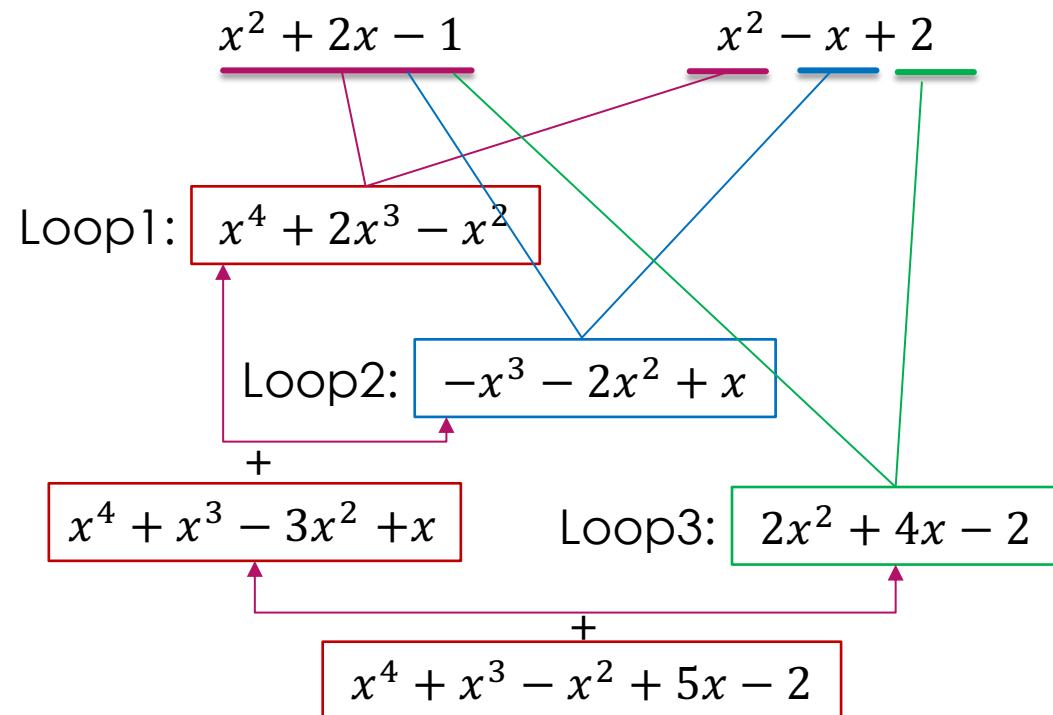 x² + 2x − 1    x² − x + 2
Loop1: x⁴ + 2x³ − x²
Loop2: −x³ − 2x² + x
+
x⁴ + x³ − 3x² +x    Loop3: 2x² + 4x − 2
+
x⁴ + x³ − x² + 5x − 2